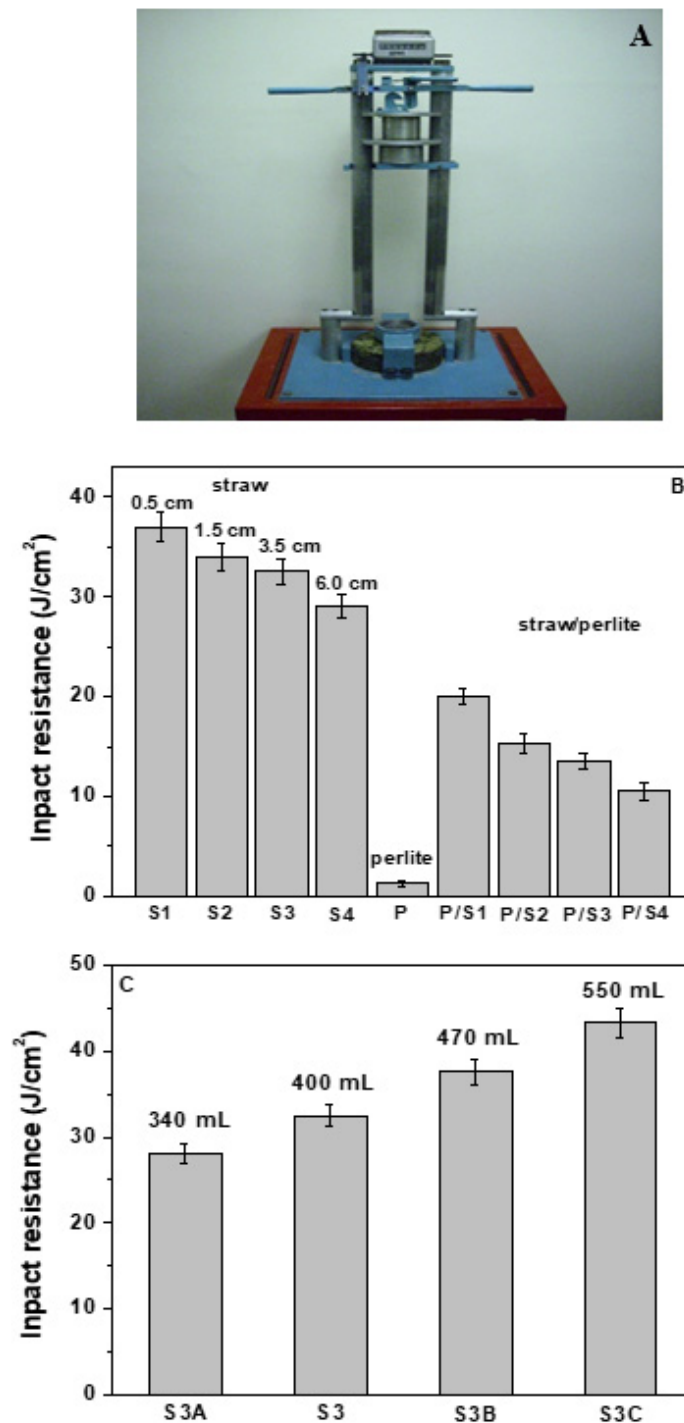 A
B
straw
0.5 cm
1.5 cm
3.5 cm
6.0 cm
straw/perlite
perlite
Inpact resistance (J/cm²)
40
30
20
10
0
S1 S2 S3 S4 P P/S1 P/S2 P/S3 P/S4
C
340 mL
400 mL
470 mL
550 mL
Inpact resistance (J/cm²)
50
40
30
20
10
0
S3A S3 S3B S3C